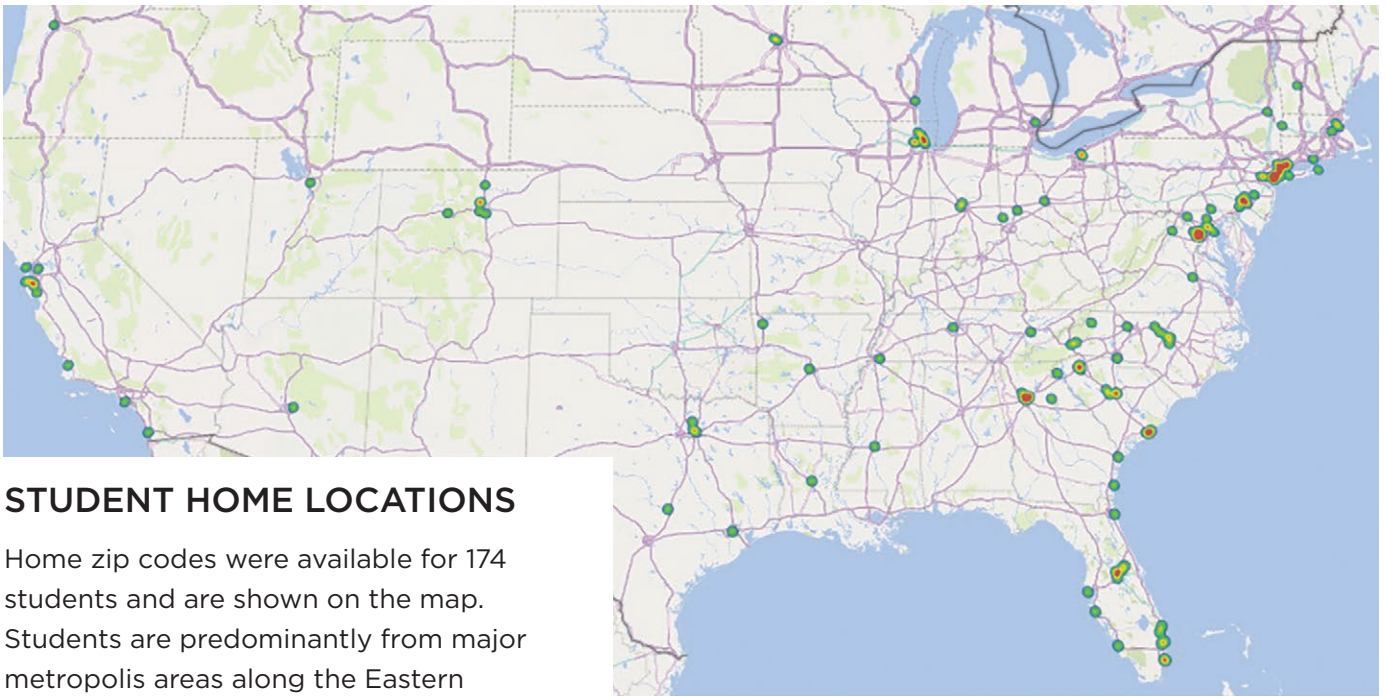 STUDENT HOME LOCATIONS
Home zip codes were available for 174
students and are shown on the map.
Students are predominantly from major
metropolis areas along the Eastern